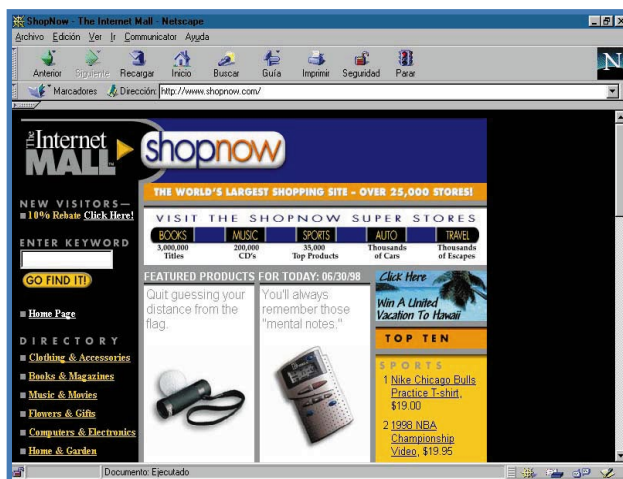 ShopNow - The Internet Mall - Netscape
Archivo Edición Ver Ir Communicator Ayuda
Anterior Siguiente Recargar Inicio Buscar Guía Imprimir Seguridad Parar
N
Marcadores Dirección: http://www.shopnow.com/
The Internet MALL
shopnow
THE WORLD'S LARGEST SHOPPING SITE - OVER 25,000 STORES!
NEW VISITORS—
10% Rebate Click Here!
ENTER KEYWORD
GO FIND IT!
Home Page
DIRECTORY
Clothing & Accessories
Books & Magazines
Music & Movies
Flowers & Gifts
Computers & Electronics
Home & Garden
VISIT THE SHOPNOW SUPER STORES
BOOKS MUSIC SPORTS AUTO TRAVEL
3,000,000 200,000 35,000 Thousands Thousands
Titles CD's Top Products of Cars of Escapes
FEATURED PRODUCTS FOR TODAY: 06/30/98
Quit guessing your
distance from the
flag.
You'll always
remember those
"mental notes."
Click Here
Win A United
Vacation To Hawaii
TOP TEN
SPORTS
1 Nike Chicago Bulls
Practice T-shirt,
$19.00
2 1998 NBA
Championship
Video, $19.95
Documento: Ejecutado